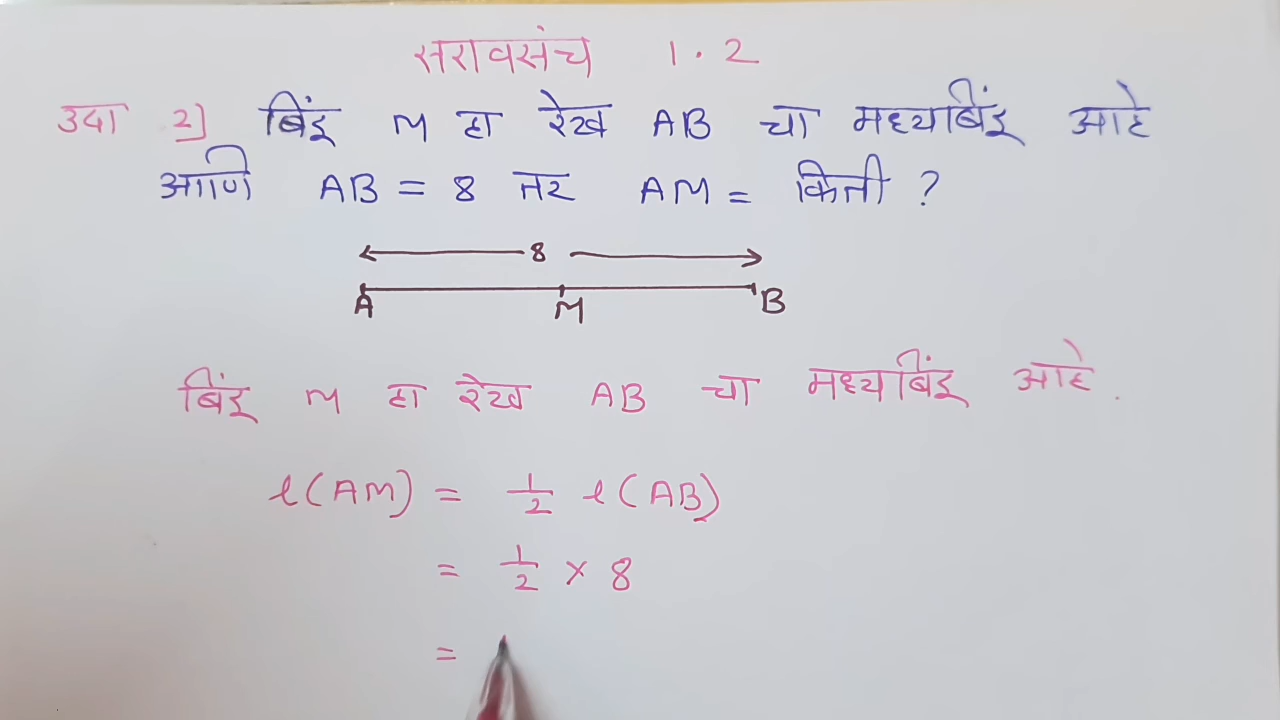 सरावसंच 1.2
उदा 2] बिंदू M हा रेख AB चा मध्यबिंदू आहे
आणि AB = 8 तर AM = किती ?
8
A M B
बिंदू M हा रेख AB चा मध्यबिंदू आहे.
l(AM) = 1/2 l(AB)
= 1/2 × 8
=